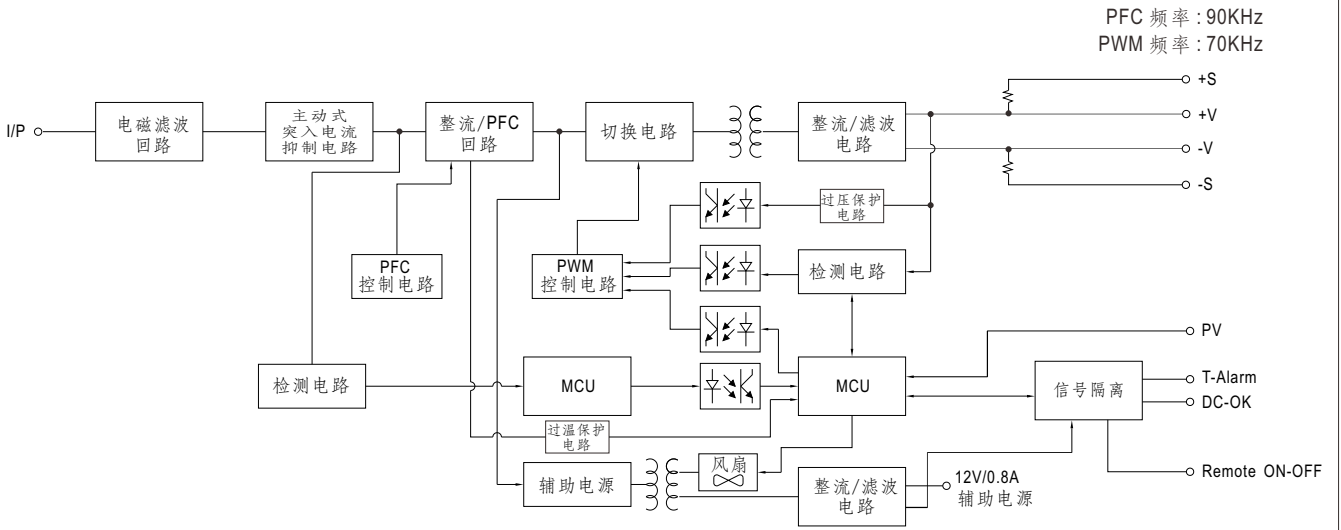 PFC 频率 : 90KHz
PWM 频率 : 70KHz
I/P
电磁滤波
回路
主动式
突入电流
抑制电路
整流/PFC
回路
切换电路
整流/滤波
电路
+S
+V
-V
-S
过压保护
电路
PFC
控制电路
PWM
控制电路
检测电路
PV
检测电路
MCU
MCU
信号隔离
T-Alarm
DC-OK
过温保护
电路
辅助电源
风扇
整流/滤波
电路
12V/0.8A
辅助电源
Remote ON-OFF